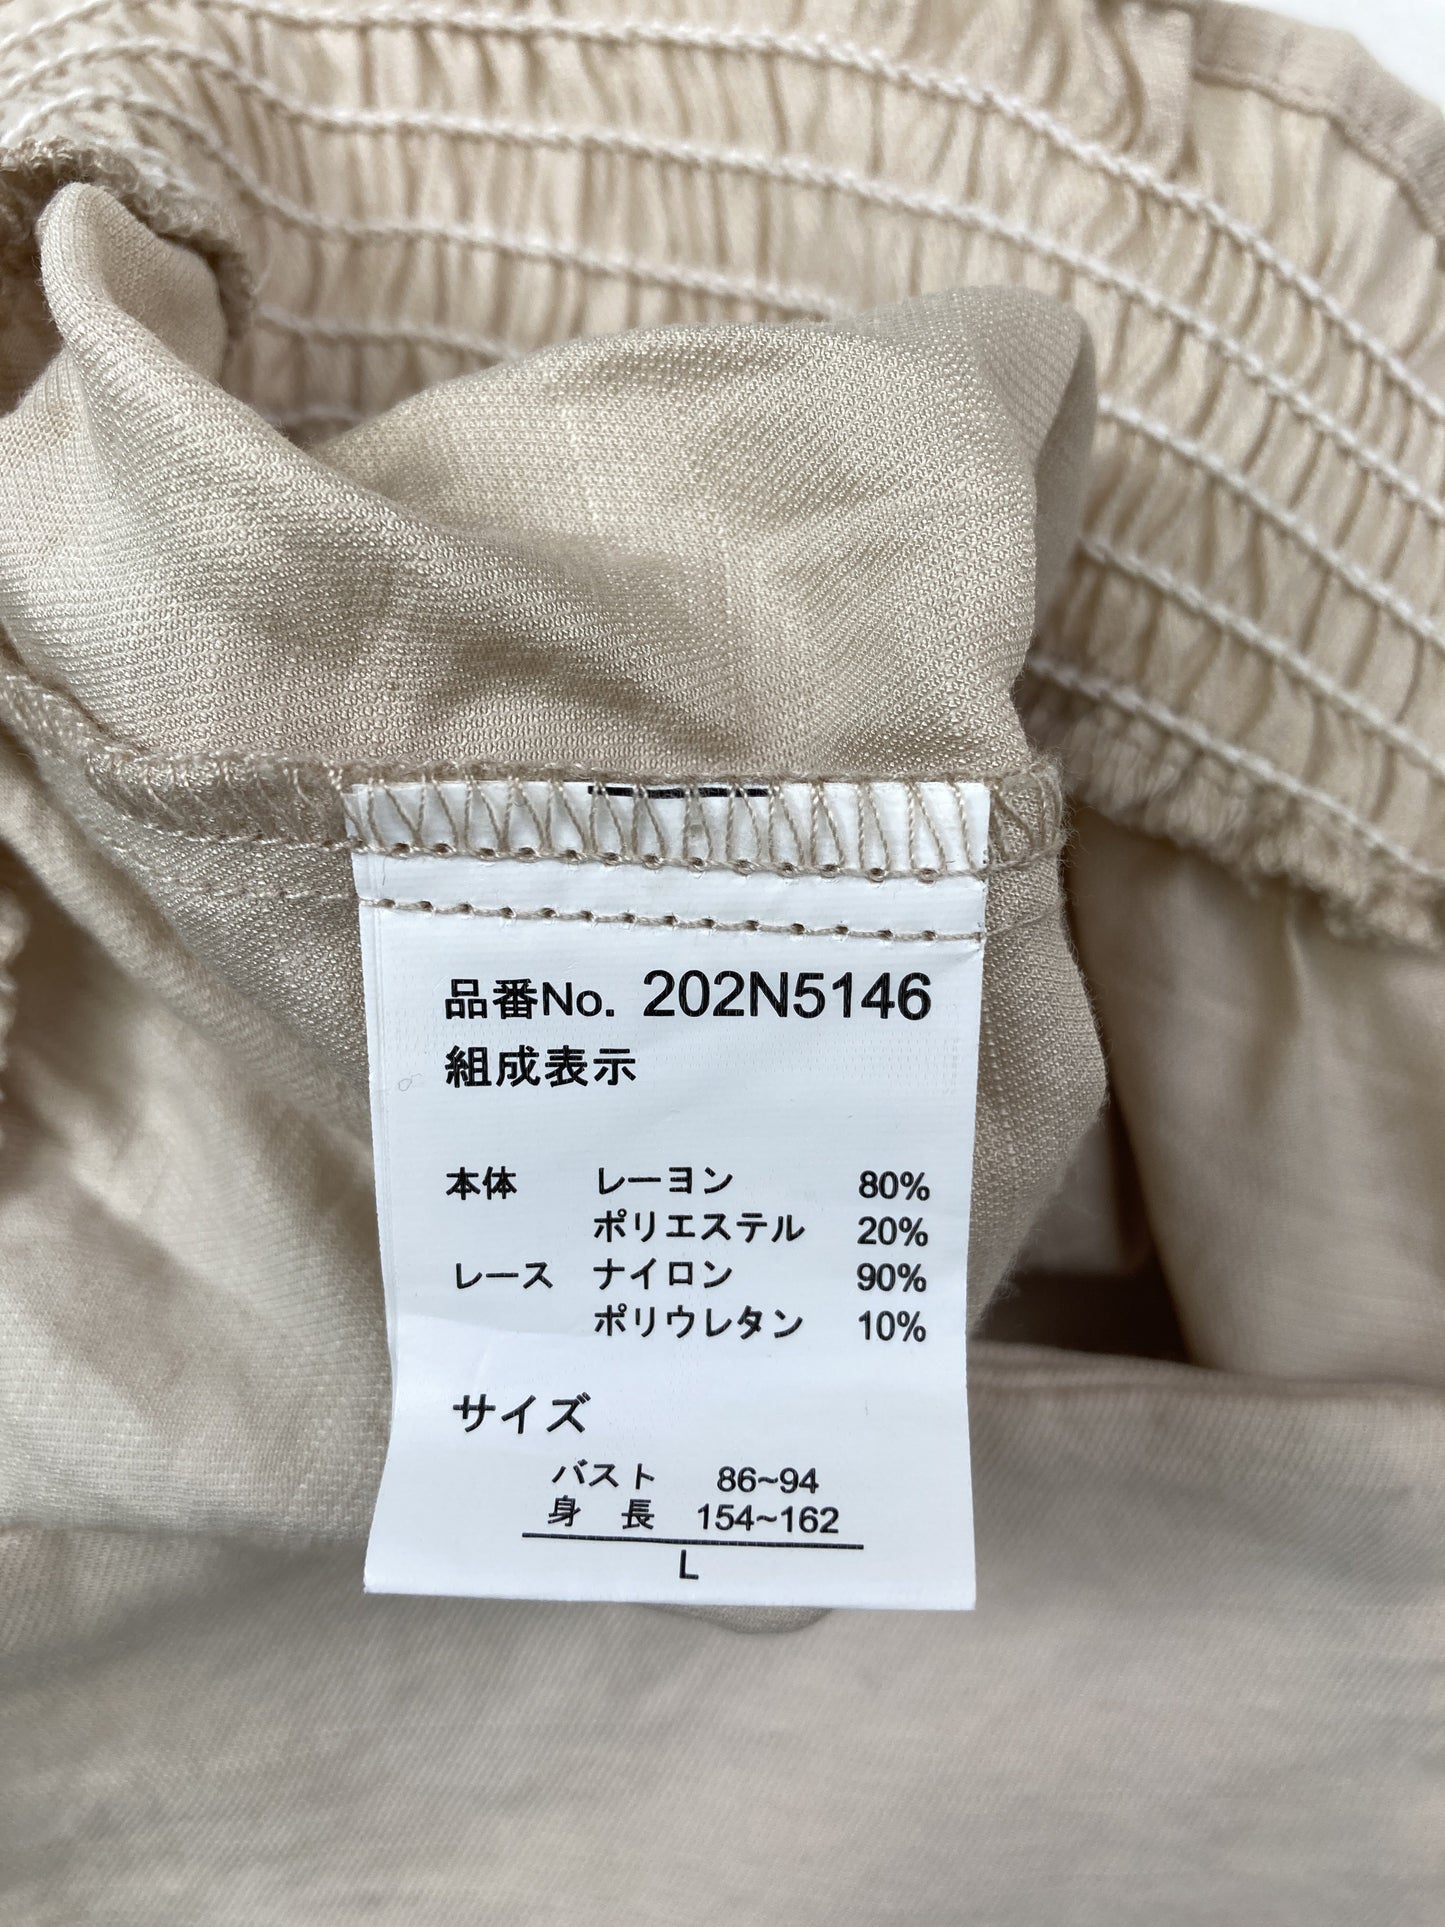 品番No. 202N5146
組成表示
本体 レーヨン 80%
ポリエステル 20%
レース ナイロン 90%
ポリウレタン 10%
サイズ
バスト 86~94
身 長 154~162
L